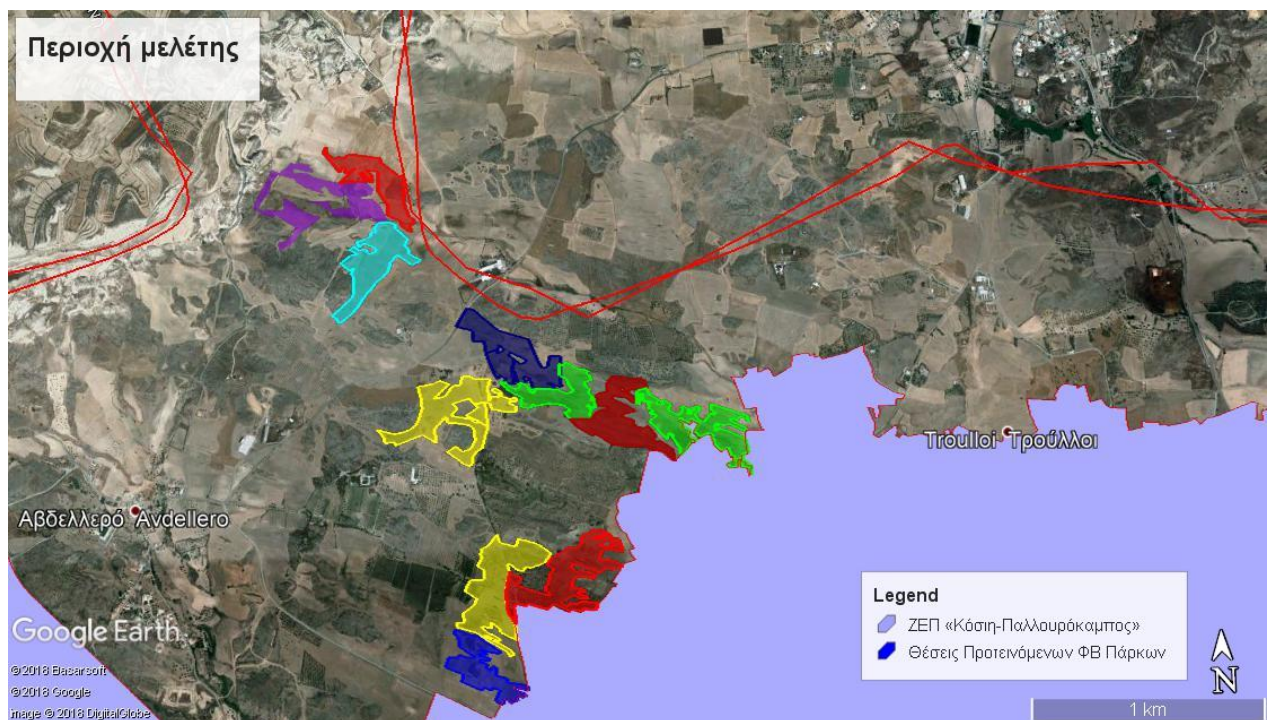 Περιοχή μελέτης
Troulloi Τρούλλοι
Αβδελλερό Avdellero
Legend
ΖΕΠ «Κόσιη-Παλλουρόκαμπος»
Θέσεις Προτεινόμενων ΦΒ Πάρκων
Google Earth
© 2018 Basarsoft
© 2018 Google
Image © 2018 DigitalGlobe
N
1 km